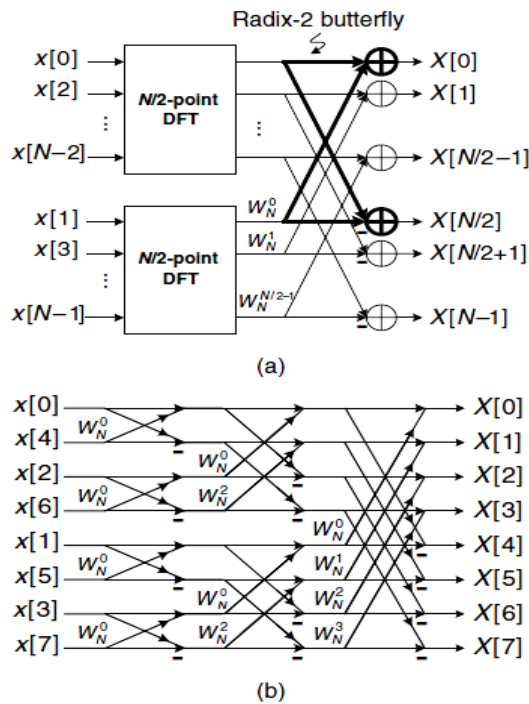 Radix-2 butterfly
x[0] X[0]
x[2] N/2-point X[1]
⋮ DFT ⋮
x[N−2] X[N/2−1]
x[1] W_N^0 X[N/2]
x[3] N/2-point W_N^1 − X[N/2+1]
⋮ DFT −
x[N−1] W_N^{N/2−1} − X[N−1]
(a)
x[0] X[0]
W_N^0
x[4] − W_N^0 X[1]
x[2] X[2]
W_N^0 W_N^2 −
x[6] − − X[3]
W_N^0
x[1] X[4]
W_N^0 W_N^1 −
x[5] − W_N^0 W_N^2 X[5]
−
x[3] − X[6]
W_N^0 W_N^2 W_N^3 −
x[7] − − − X[7]
(b)